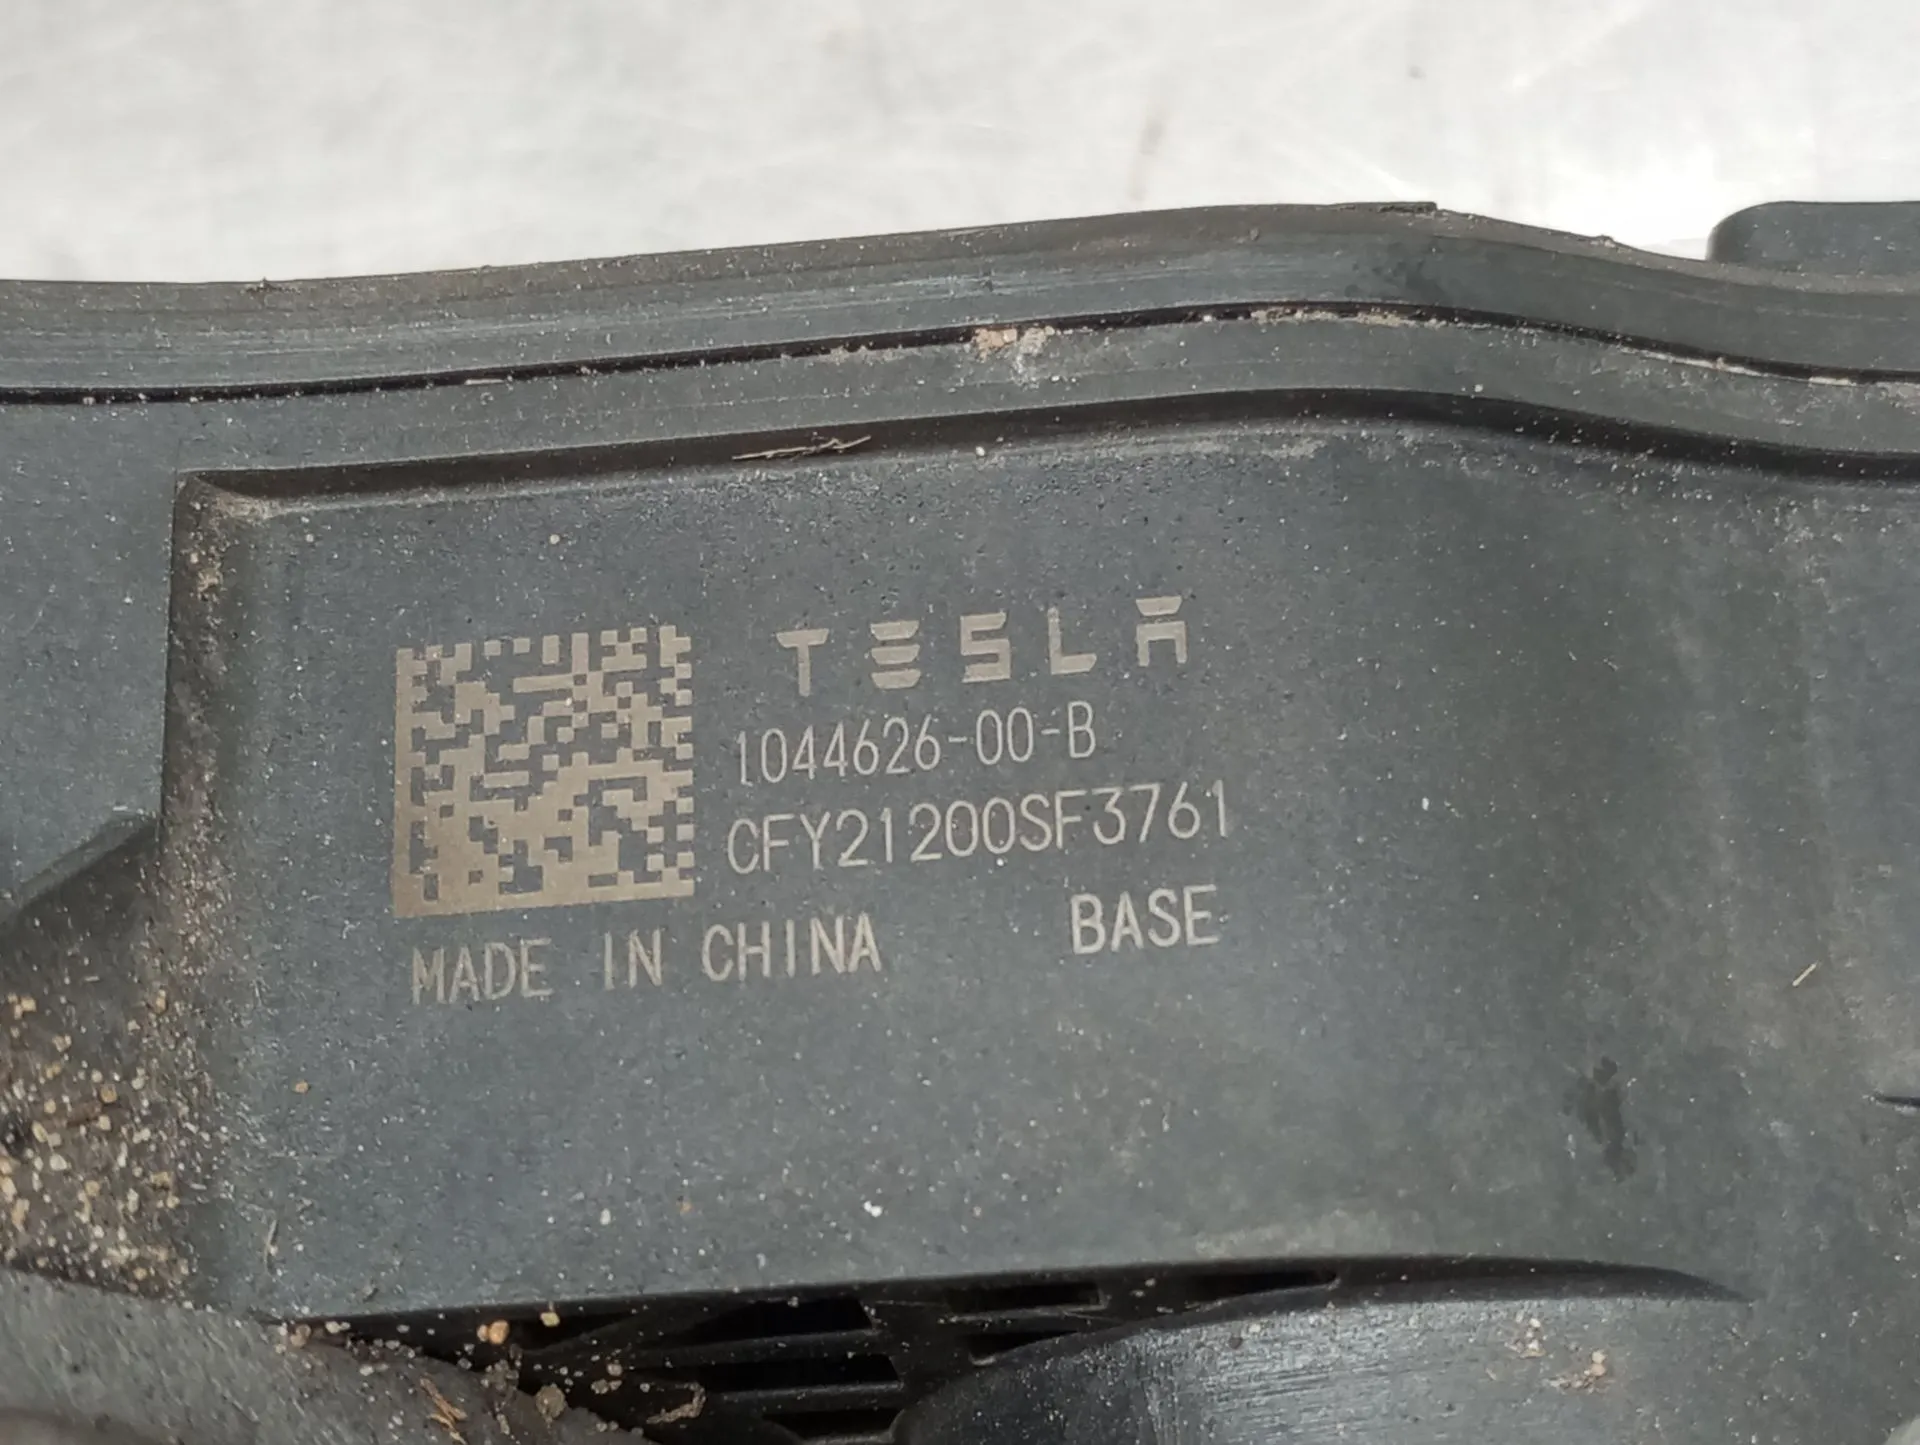 TESLA
1044626-00-B
CFY21200SF3761
MADE IN CHINA BASE